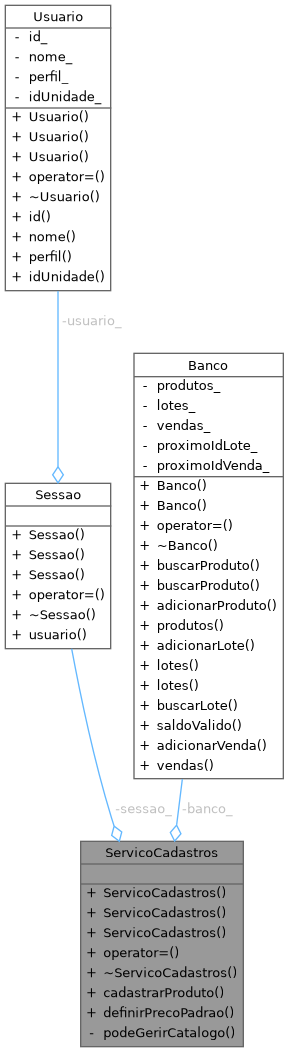 Usuario
- id_
- nome_
- perfil_
- idUnidade_
+ Usuario()
+ Usuario()
+ Usuario()
+ operator=()
+ ~Usuario()
+ id()
+ nome()
+ perfil()
+ idUnidade()
-usuario_
Banco
- produtos_
- lotes_
- vendas_
- proximoIdLote_
- proximoIdVenda_
+ Banco()
+ Banco()
+ operator=()
+ ~Banco()
+ buscarProduto()
+ buscarProduto()
+ adicionarProduto()
+ produtos()
+ adicionarLote()
+ lotes()
+ lotes()
+ buscarLote()
+ saldoValido()
+ adicionarVenda()
+ vendas()
Sessao
+ Sessao()
+ Sessao()
+ Sessao()
+ operator=()
+ ~Sessao()
+ usuario()
-sessao_
-banco_
ServicoCadastros
+ ServicoCadastros()
+ ServicoCadastros()
+ ServicoCadastros()
+ operator=()
+ ~ServicoCadastros()
+ cadastrarProduto()
+ definirPrecoPadrao()
- podeGerirCatalogo()